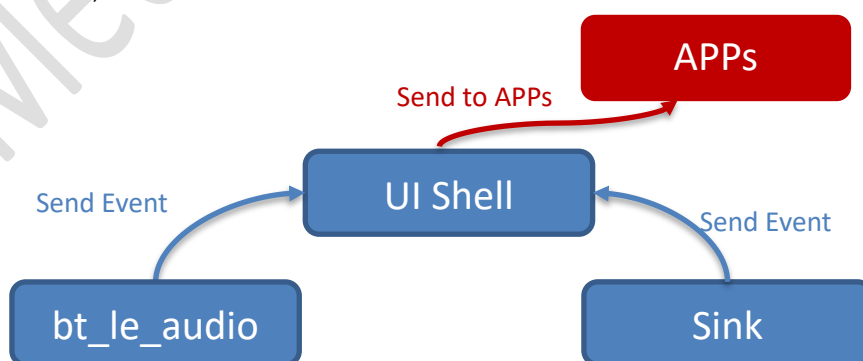 APPs
Send to APPs
UI Shell
Send Event
Send Event
bt_le_audio
Sink